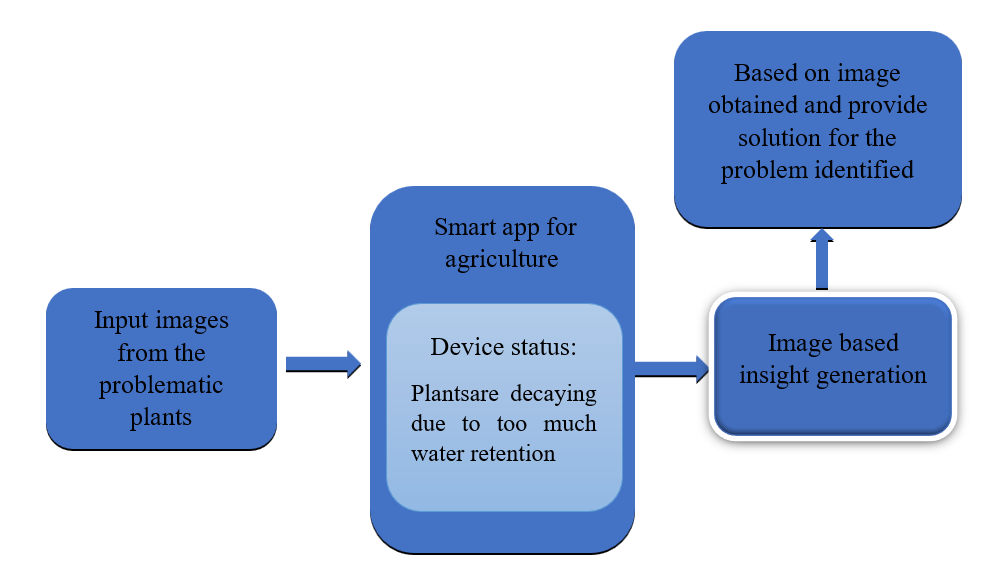 Input images
from the
problematic
plants
Smart app for
agriculture
Device status:
Plantsare decaying
due to too much
water retention
Image based
insight generation
Based on image
obtained and provide
solution for the
problem identified